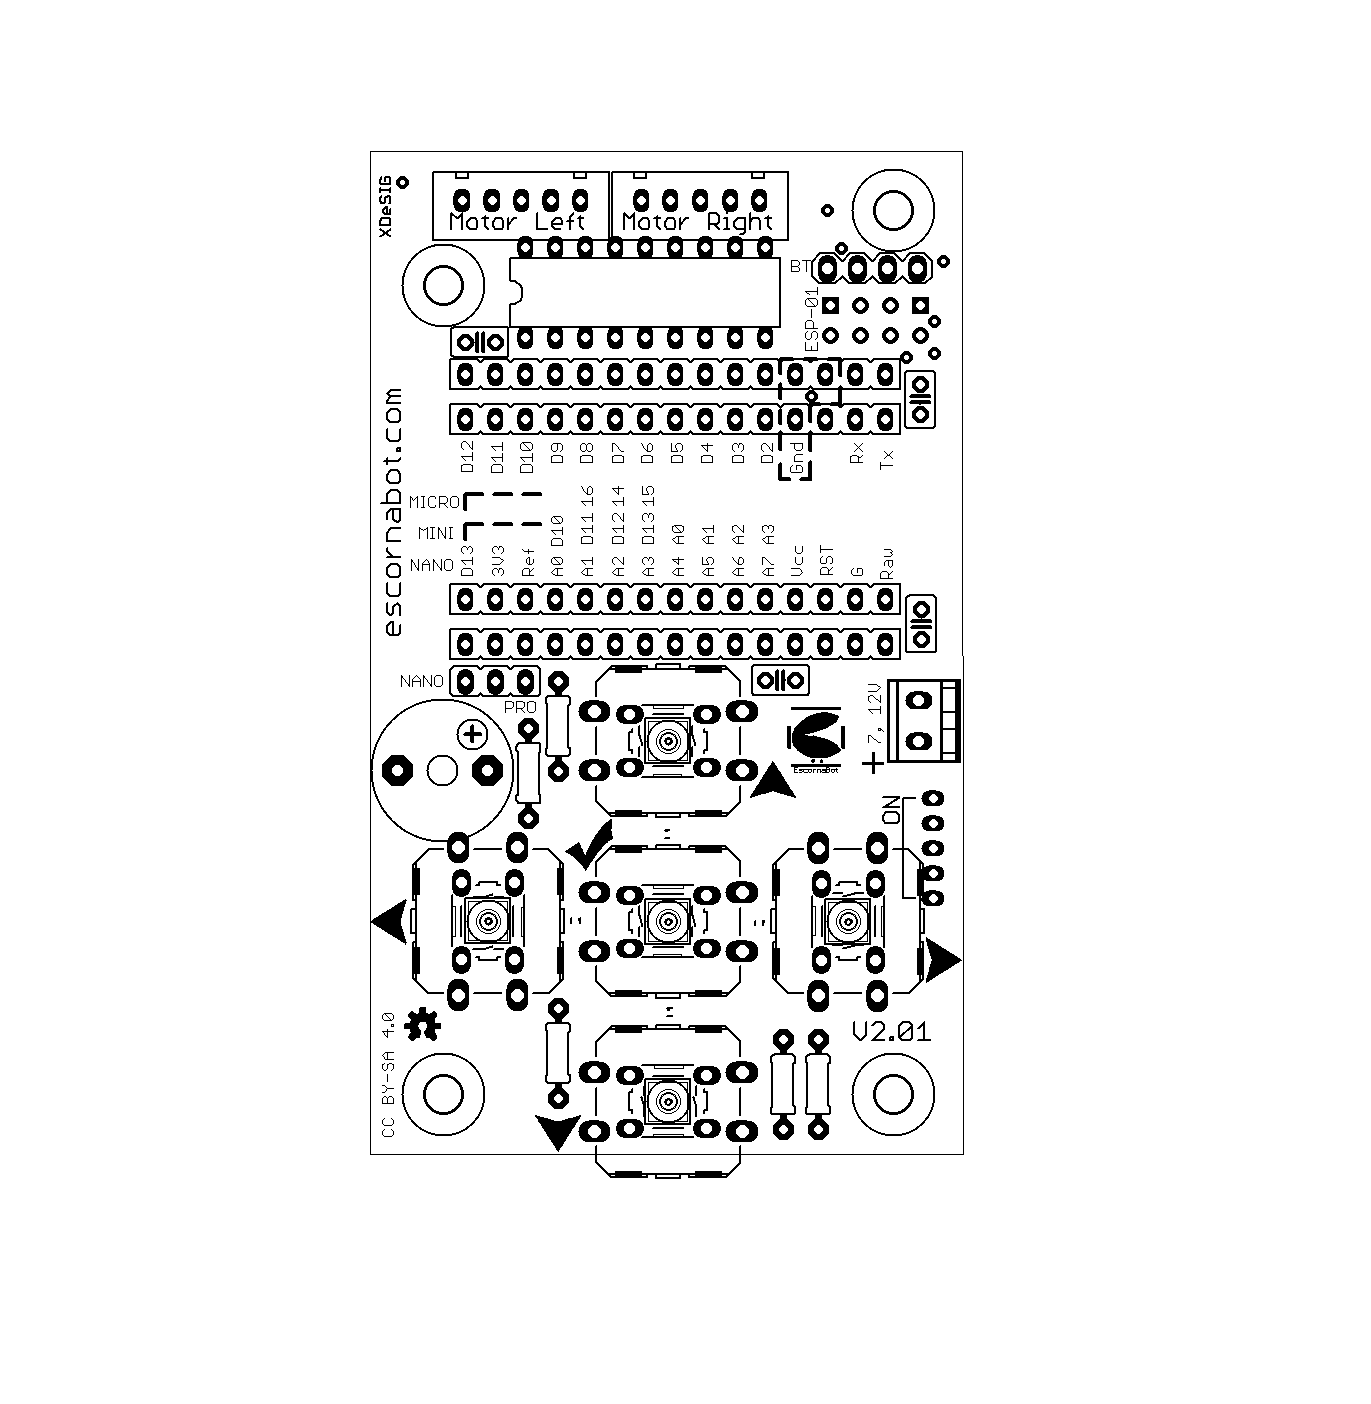 xDeSIG
Motor Left
Motor Right
BT
ESP-01
escornabot.com
D12
D11
D10
D9
D8
D7
D6
D5
D4
D3
D2
Gnd
Rx
Tx
MICRO
MINI
NANO
D13
3V3
Ref
A0 D10
A1 D11 16
A2 D12 14
A3 D13 15
A4 A0
A5 A1
A6 A2
A7 A3
Vcc
RST
G
Raw
NANO
PRO
+
EscornaBot
+ 7, 12V
ON
CC BY-SA 4.0
V2.01